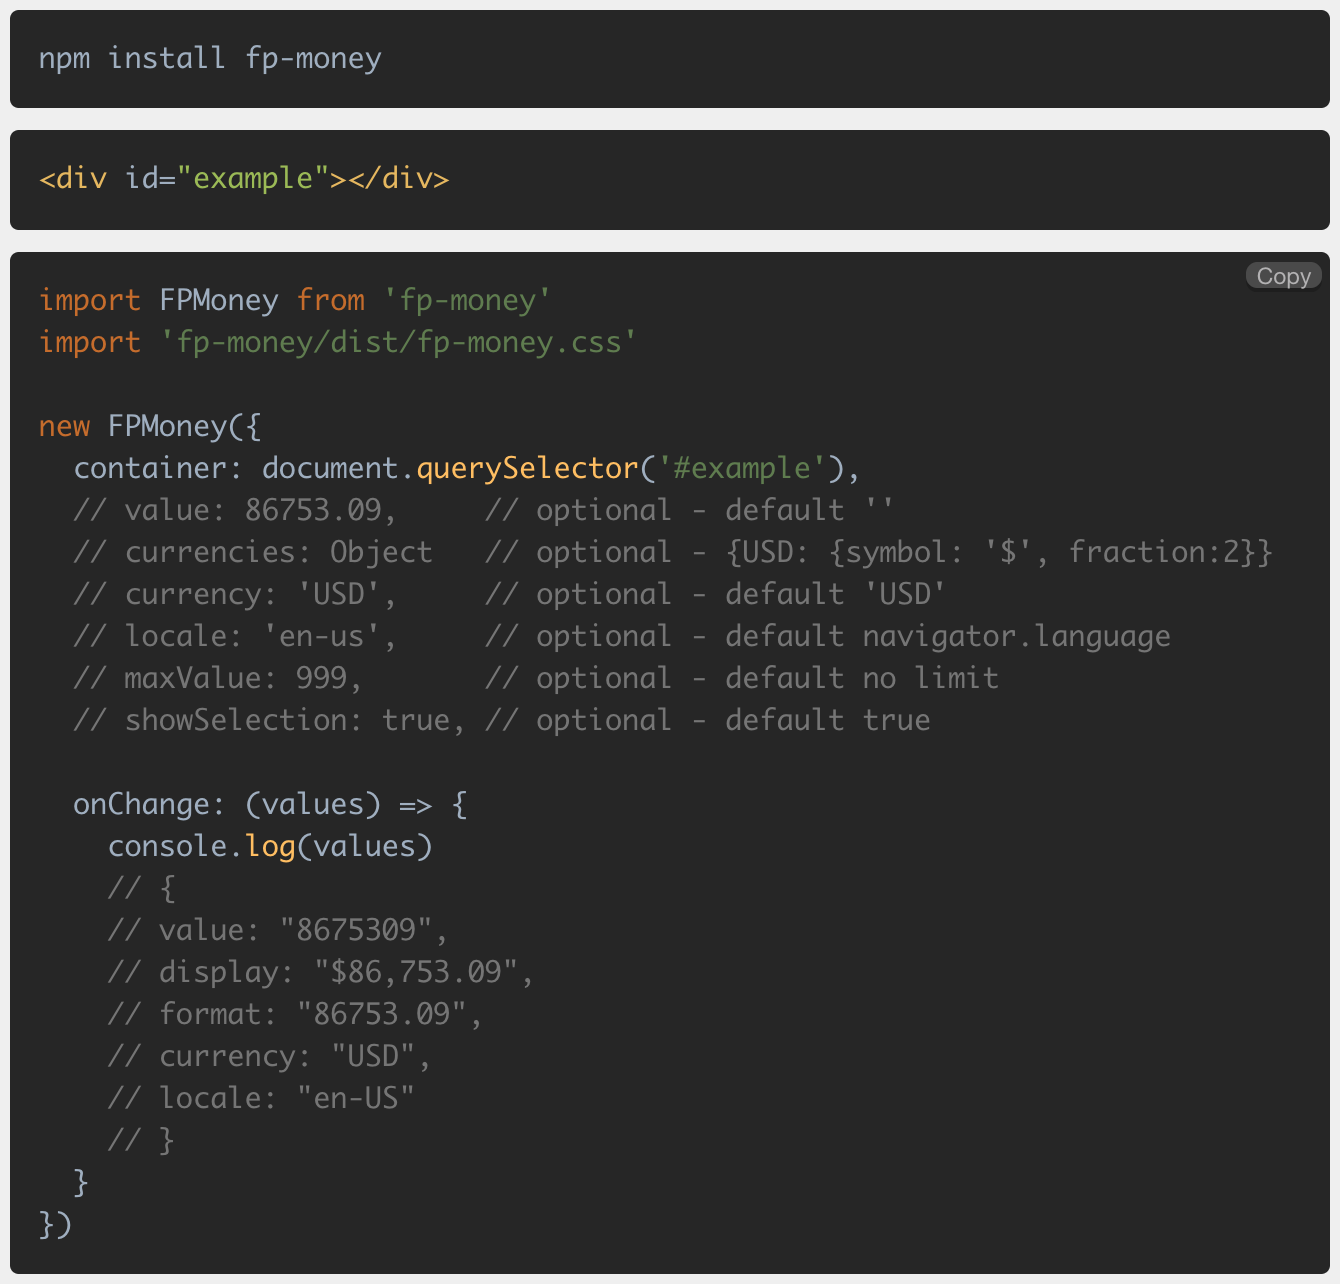 npm install fp-money
<div id="example"></div>
Copy
import FPMoney from 'fp-money'
import 'fp-money/dist/fp-money.css'

new FPMoney({
  container: document.querySelector('#example'),
  // value: 86753.09,     // optional - default ''
  // currencies: Object   // optional - {USD: {symbol: '$', fraction:2}}
  // currency: 'USD',     // optional - default 'USD'
  // locale: 'en-us',     // optional - default navigator.language
  // maxValue: 999,       // optional - default no limit
  // showSelection: true, // optional - default true

  onChange: (values) => {
    console.log(values)
    // {
    // value: "8675309",
    // display: "$86,753.09",
    // format: "86753.09",
    // currency: "USD",
    // locale: "en-US"
    // }
  }
})